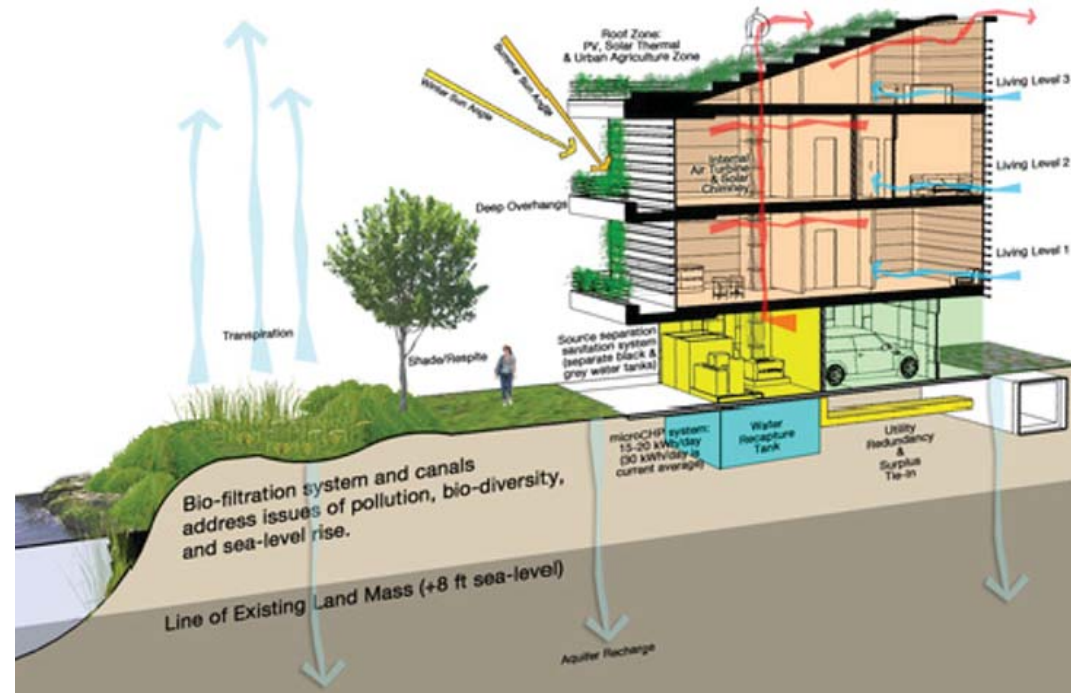 Roof Zone:
PV, Solar Thermal
& Urban Agriculture Zone
Summer Sun Angle
Winter Sun Angle
Living Level 3
Internal
Air Turbine
& Solar
Chimney
Living Level 2
Deep Overhangs
Living Level 1
Transpiration
Shade/Respite
Source separation
sanitation system
(separate black &
grey water tanks)
microCHP system:
15-20 kWh/day
(30 kWh/day is
current average)
Water
Recapture
Tank
Utility
Redundancy
&
Surplus
Tie-In
Bio-filtration system and canals
address issues of pollution, bio-diversity,
and sea-level rise.
Line of Existing Land Mass (+8 ft sea-level)
Aquifer Recharge